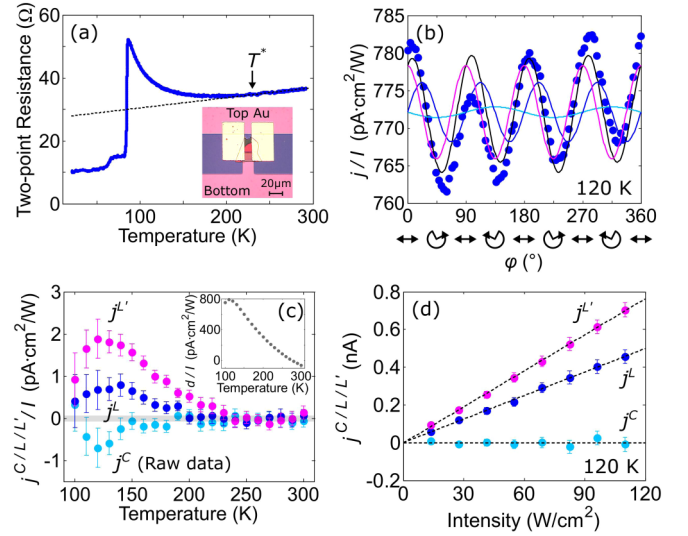 (a)
Two-point Resistance (Ω)
60
40
20
0
T*
Top Au
Bottom
20μm
100
200
300
Temperature (K)
(b)
j / I (pA·cm²/W)
780
775
770
765
760
120 K
0
90
180
270
360
φ (°)
(c)
j^C / L / L' / I (pA·cm²/W)
3
2
1
0
-1
j^L'
j^L
j^C (Raw data)
d / I (pA·cm²/W)
800
400
0
100 150 200 250 300
Temperature (K)
100
150
200
250
300
Temperature (K)
(d)
j^C / L / L' (nA)
0.8
0.6
0.4
0.2
0
-0.2
j^L'
j^L
j^C
120 K
0
20
40
60
80
100
120
Intensity (W/cm²)